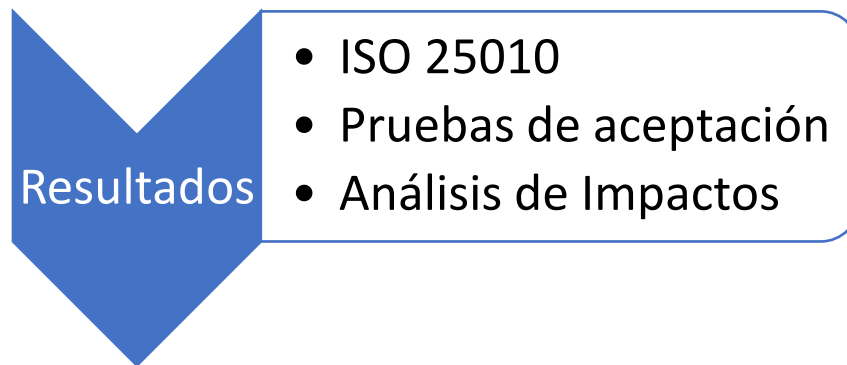 Resultados
• ISO 25010
• Pruebas de aceptación
• Análisis de Impactos